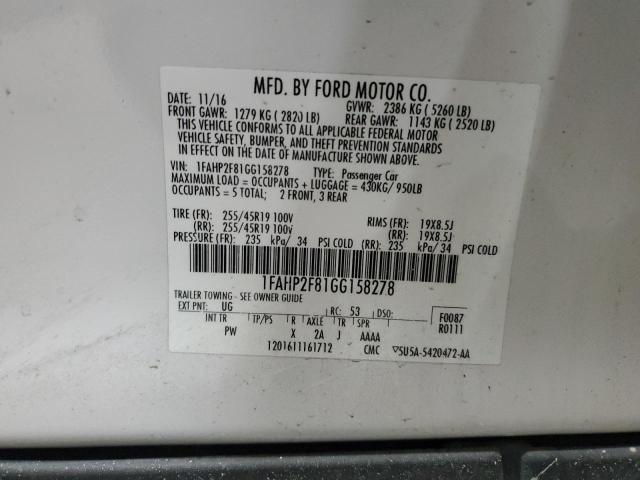 MFD. BY FORD MOTOR CO.
DATE: 11/16 GVWR: 2386 KG ( 5260 LB)
FRONT GAWR: 1279 KG ( 2820 LB) REAR GAWR: 1143 KG ( 2520 LB)
THIS VEHICLE CONFORMS TO ALL APPLICABLE FEDERAL MOTOR
VEHICLE SAFETY, BUMPER, AND THEFT PREVENTION STANDARDS
IN EFFECT ON THE DATE OF MANUFACTURE SHOWN ABOVE.
VIN: 1FAHP2F81GG158278 TYPE: Passenger Car
MAXIMUM LOAD = OCCUPANTS + LUGGAGE = 430KG/ 950LB
OCCUPANTS = 5 TOTAL; 2 FRONT, 3 REAR
TIRE (FR): 255/45R19 100V RIMS (FR): 19X8.5J
(RR): 255/45R19 100V (RR): 19X8.5J
PRESSURE (FR): 235 kPa/ 34 PSI COLD (RR): 235 kPa/ 34 PSI COLD
1FAHP2F81GG158278
TRAILER TOWING - SEE OWNER GUIDE
EXT PNT: UG RC: 53 DSO: F0087
R0111
INT TR TP/PS R AXLE TR SPR
PW X 2A J AAAA
1201611161712 CMC ▽5U5A-5420472-AA